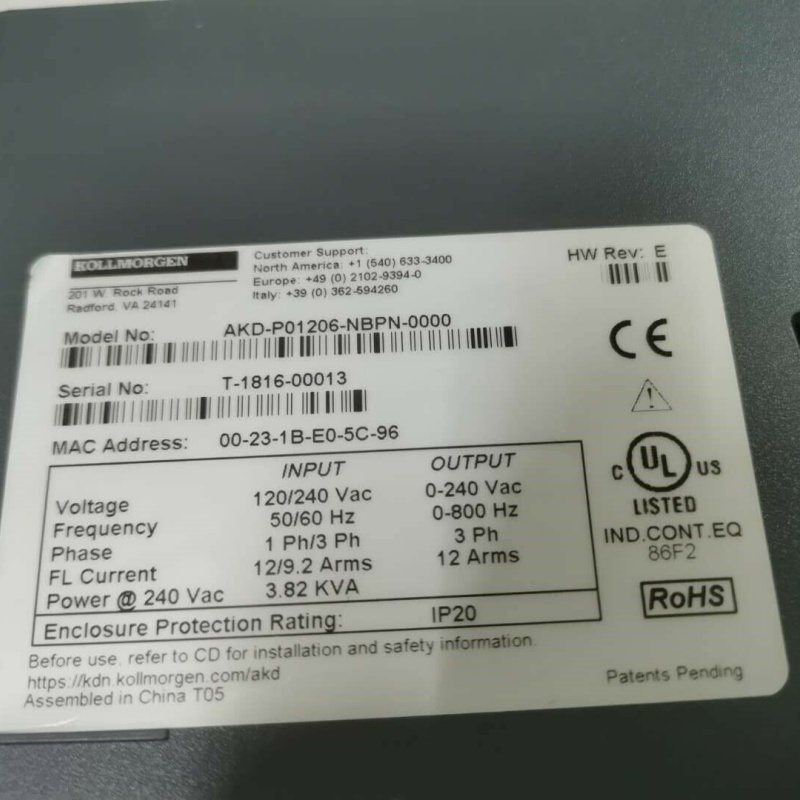 KOLLMORGEN
201 W. Rock Road
Radford, VA 24141
Customer Support:
North America: +1 (540) 633-3400
Europe: +49 (0) 2102-9394-0
Italy: +39 (0) 362-594260
HW Rev: E
Model No: AKD-P01206-NBPN-0000
CE
Serial No: T-1816-00013
MAC Address: 00-23-1B-E0-5C-96
INPUT OUTPUT
Voltage 120/240 Vac 0-240 Vac
Frequency 50/60 Hz 0-800 Hz
Phase 1 Ph/3 Ph 3 Ph
FL Current 12/9.2 Arms 12 Arms
Power @ 240 Vac 3.82 KVA
Enclosure Protection Rating: IP20
C UL US
LISTED
IND.CONT.EQ
86F2
RoHS
Before use, refer to CD for installation and safety information
https://kdn.kollmorgen.com/akd
Assembled in China T05
Patents Pending